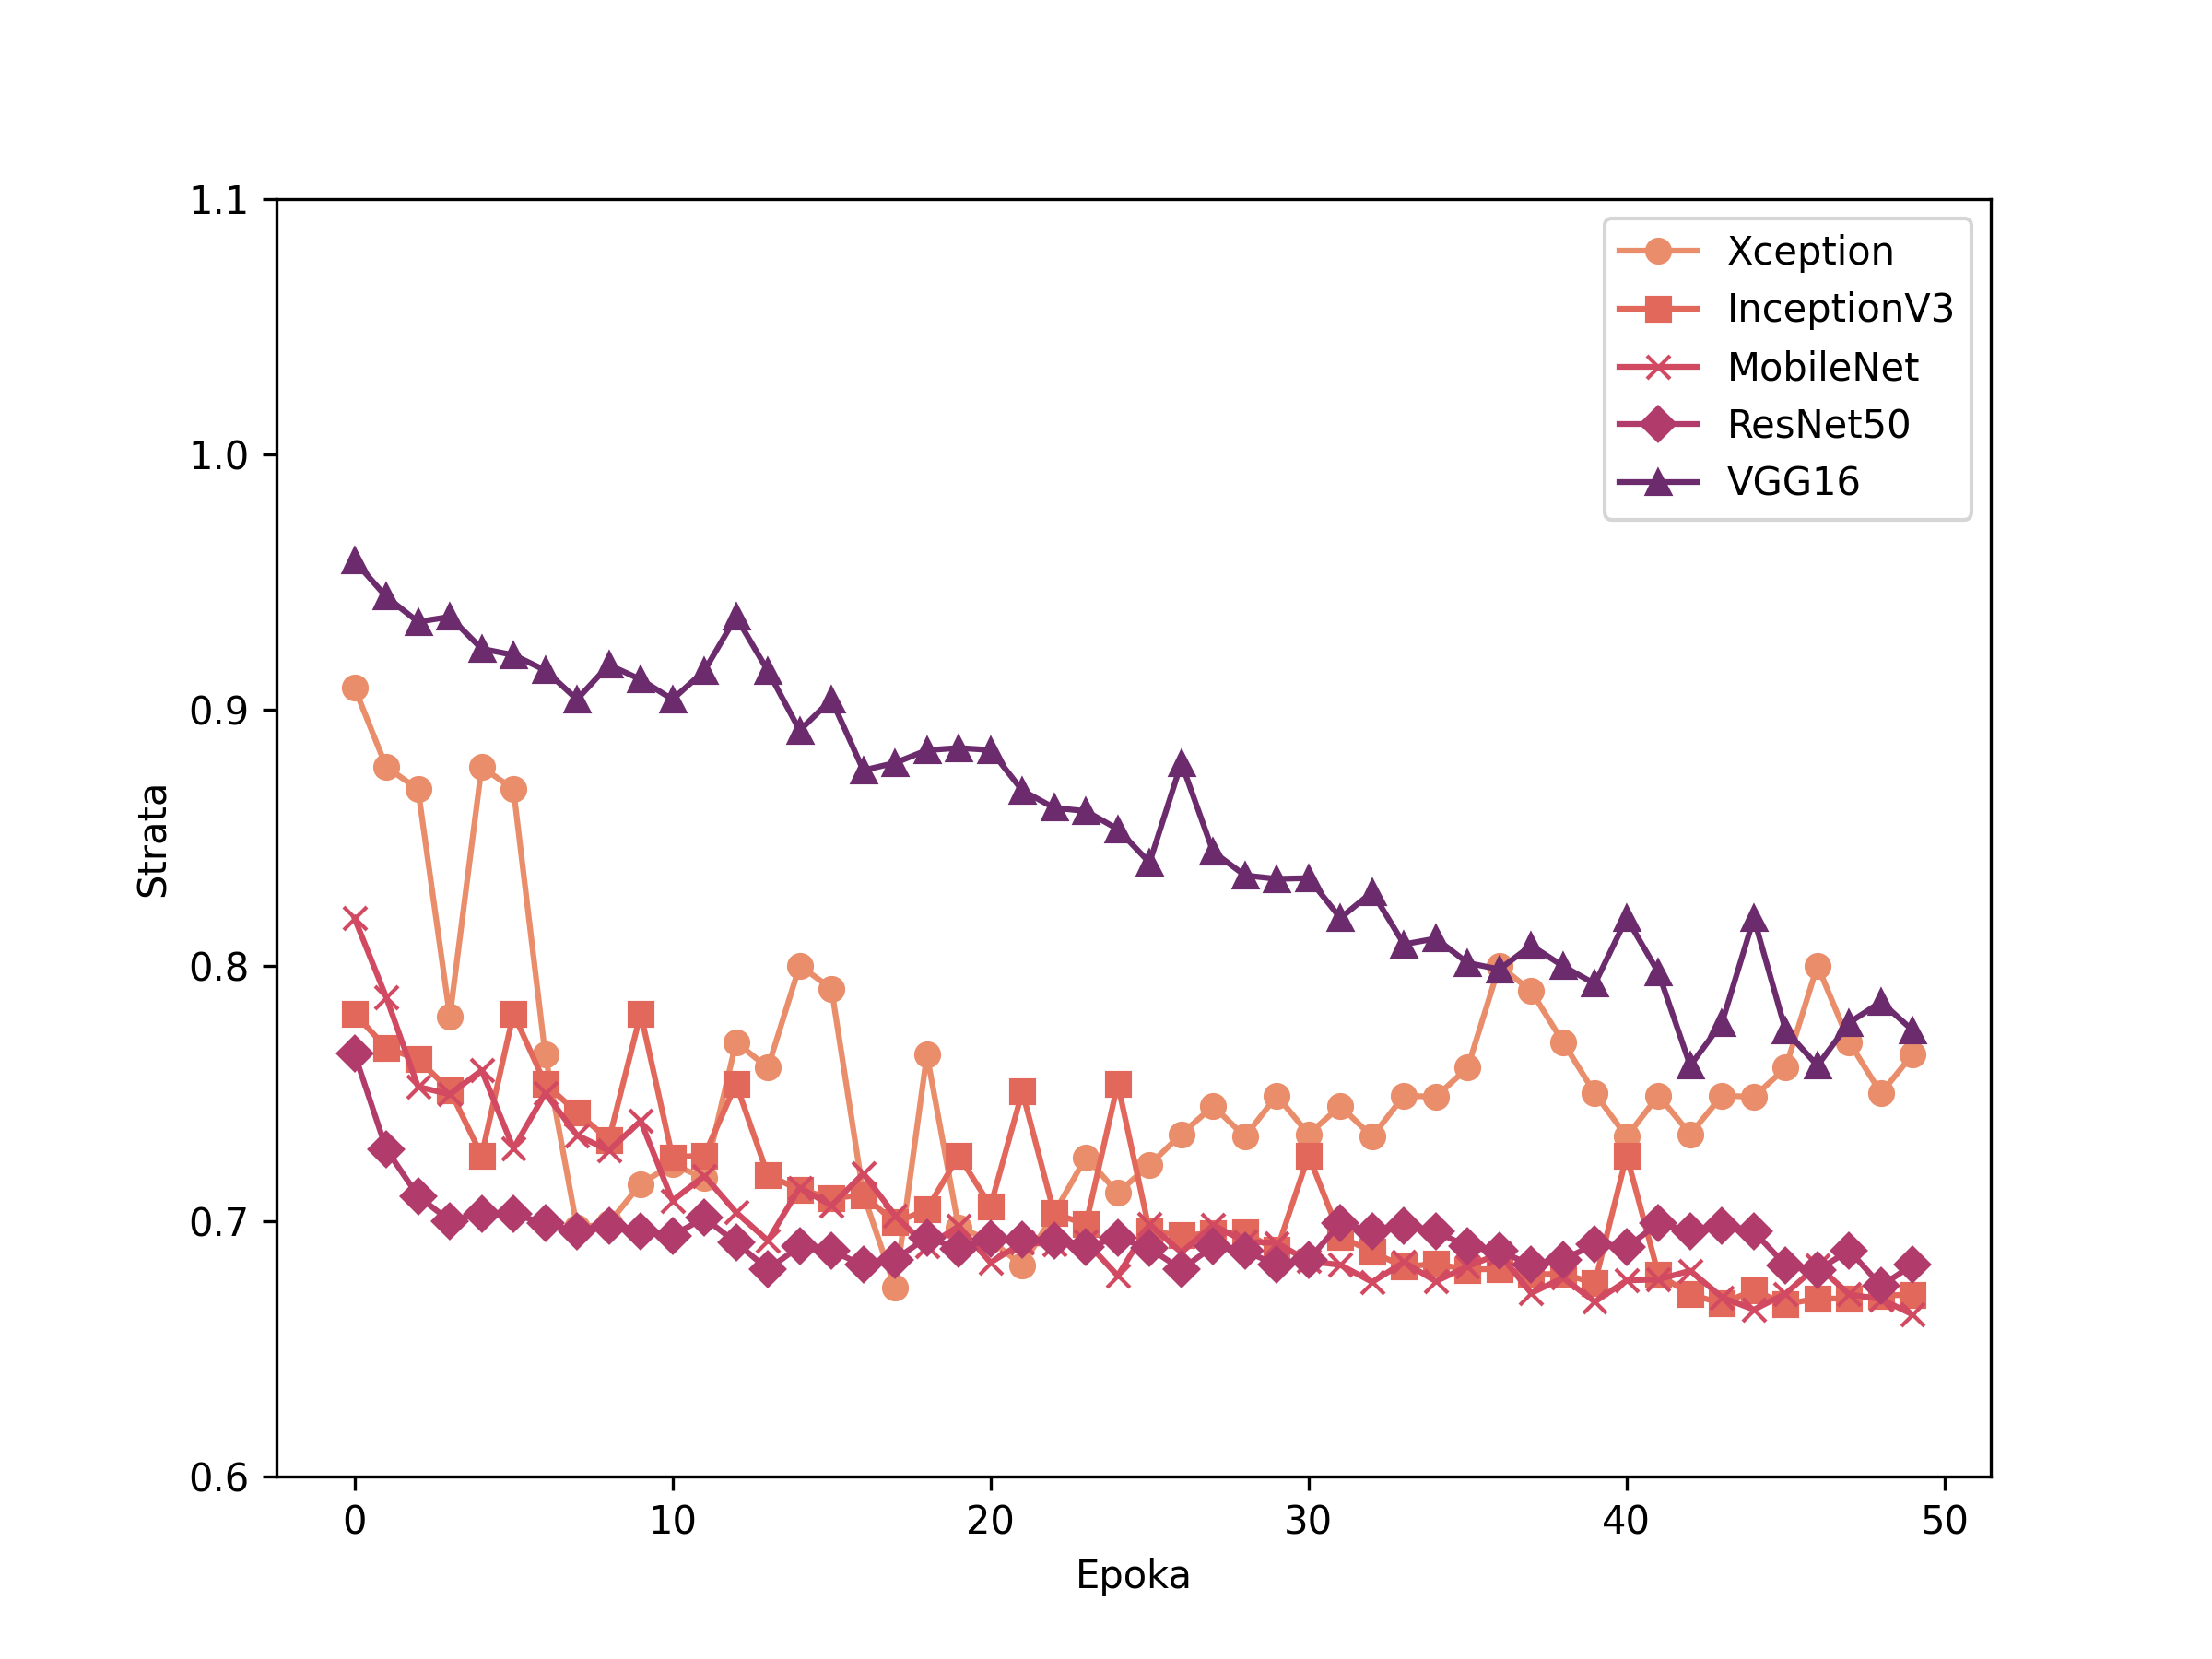 1.1
1.0
0.9
0.8
0.7
0.6
Strata
0 10 20 30 40 50
Epoka
Xception
InceptionV3
MobileNet
ResNet50
VGG16